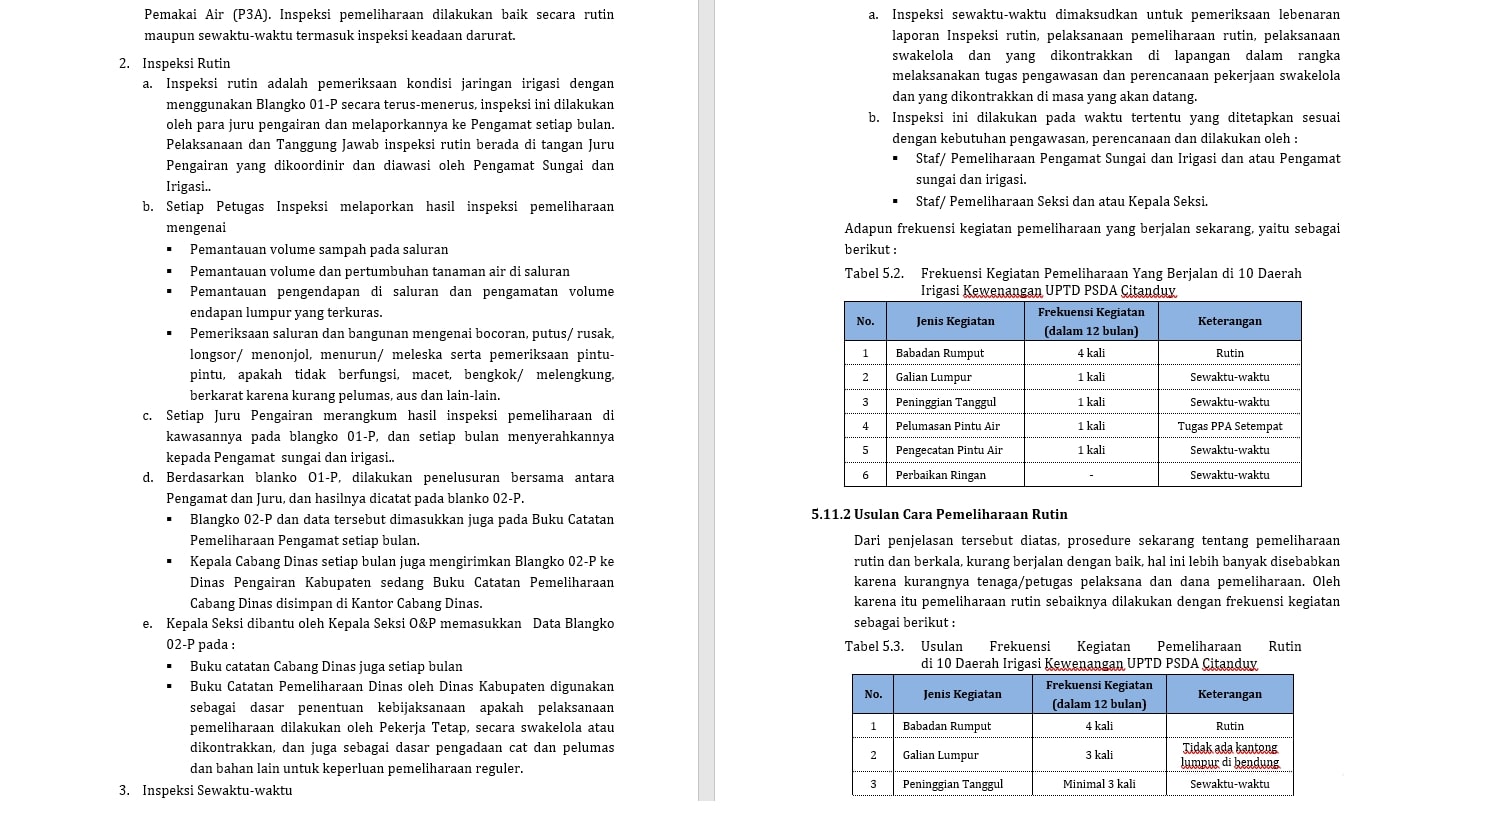 Pemakai Air (P3A). Inspeksi pemeliharaan dilakukan baik secara rutin
maupun sewaktu-waktu termasuk inspeksi keadaan darurat.
2. Inspeksi Rutin
a. Inspeksi rutin adalah pemeriksaan kondisi jaringan irigasi dengan
menggunakan Blangko 01-P secara terus-menerus, inspeksi ini dilakukan
oleh para juru pengairan dan melaporkannya ke Pengamat setiap bulan.
Pelaksanaan dan Tanggung Jawab inspeksi rutin berada di tangan Juru
Pengairan yang dikoordinir dan diawasi oleh Pengamat Sungai dan
Irigasi..
b. Setiap Petugas Inspeksi melaporkan hasil inspeksi pemeliharaan
mengenai
▪ Pemantauan volume sampah pada saluran
▪ Pemantauan volume dan pertumbuhan tanaman air di saluran
▪ Pemantauan pengendapan di saluran dan pengamatan volume
endapan lumpur yang terkuras.
▪ Pemeriksaan saluran dan bangunan mengenai bocoran, putus/ rusak,
longsor/ menonjol, menurun/ meleska serta pemeriksaan pintu-
pintu, apakah tidak berfungsi, macet, bengkok/ melengkung,
berkarat karena kurang pelumas, aus dan lain-lain.
c. Setiap Juru Pengairan merangkum hasil inspeksi pemeliharaan di
kawasannya pada blangko 01-P, dan setiap bulan menyerahkannya
kepada Pengamat sungai dan irigasi..
d. Berdasarkan blanko O1-P, dilakukan penelusuran bersama antara
Pengamat dan Juru, dan hasilnya dicatat pada blanko 02-P.
▪ Blangko 02-P dan data tersebut dimasukkan juga pada Buku Catatan
Pemeliharaan Pengamat setiap bulan.
▪ Kepala Cabang Dinas setiap bulan juga mengirimkan Blangko 02-P ke
Dinas Pengairan Kabupaten sedang Buku Catatan Pemeliharaan
Cabang Dinas disimpan di Kantor Cabang Dinas.
e. Kepala Seksi dibantu oleh Kepala Seksi O&P memasukkan Data Blangko
02-P pada :
▪ Buku catatan Cabang Dinas juga setiap bulan
▪ Buku Catatan Pemeliharaan Dinas oleh Dinas Kabupaten digunakan
sebagai dasar penentuan kebijaksanaan apakah pelaksanaan
pemeliharaan dilakukan oleh Pekerja Tetap, secara swakelola atau
dikontrakkan, dan juga sebagai dasar pengadaan cat dan pelumas
dan bahan lain untuk keperluan pemeliharaan reguler.
3. Inspeksi Sewaktu-waktu
a. Inspeksi sewaktu-waktu dimaksudkan untuk pemeriksaan lebenaran
laporan Inspeksi rutin, pelaksanaan pemeliharaan rutin, pelaksanaan
swakelola dan yang dikontrakkan di lapangan dalam rangka
melaksanakan tugas pengawasan dan perencanaan pekerjaan swakelola
dan yang dikontrakkan di masa yang akan datang.
b. Inspeksi ini dilakukan pada waktu tertentu yang ditetapkan sesuai
dengan kebutuhan pengawasan, perencanaan dan dilakukan oleh :
▪ Staf/ Pemeliharaan Pengamat Sungai dan Irigasi dan atau Pengamat
sungai dan irigasi.
▪ Staf/ Pemeliharaan Seksi dan atau Kepala Seksi.
Adapun frekuensi kegiatan pemeliharaan yang berjalan sekarang, yaitu sebagai
berikut :
Tabel 5.2. Frekuensi Kegiatan Pemeliharaan Yang Berjalan di 10 Daerah
Irigasi Kewenangan UPTD PSDA Citanduy
No. Jenis Kegiatan Frekuensi Kegiatan (dalam 12 bulan) Keterangan
1 Babadan Rumput 4 kali Rutin
2 Galian Lumpur 1 kali Sewaktu-waktu
3 Peninggian Tanggul 1 kali Sewaktu-waktu
4 Pelumasan Pintu Air 1 kali Tugas PPA Setempat
5 Pengecatan Pintu Air 1 kali Sewaktu-waktu
6 Perbaikan Ringan - Sewaktu-waktu
5.11.2 Usulan Cara Pemeliharaan Rutin
Dari penjelasan tersebut diatas, prosedure sekarang tentang pemeliharaan
rutin dan berkala, kurang berjalan dengan baik, hal ini lebih banyak disebabkan
karena kurangnya tenaga/petugas pelaksana dan dana pemeliharaan. Oleh
karena itu pemeliharaan rutin sebaiknya dilakukan dengan frekuensi kegiatan
sebagai berikut :
Tabel 5.3. Usulan Frekuensi Kegiatan Pemeliharaan Rutin
di 10 Daerah Irigasi Kewenangan UPTD PSDA Citanduy
No. Jenis Kegiatan Frekuensi Kegiatan (dalam 12 bulan) Keterangan
1 Babadan Rumput 4 kali Rutin
2 Galian Lumpur 3 kali Tidak ada kantong lumpur di bendung
3 Peninggian Tanggul Minimal 3 kali Sewaktu-waktu